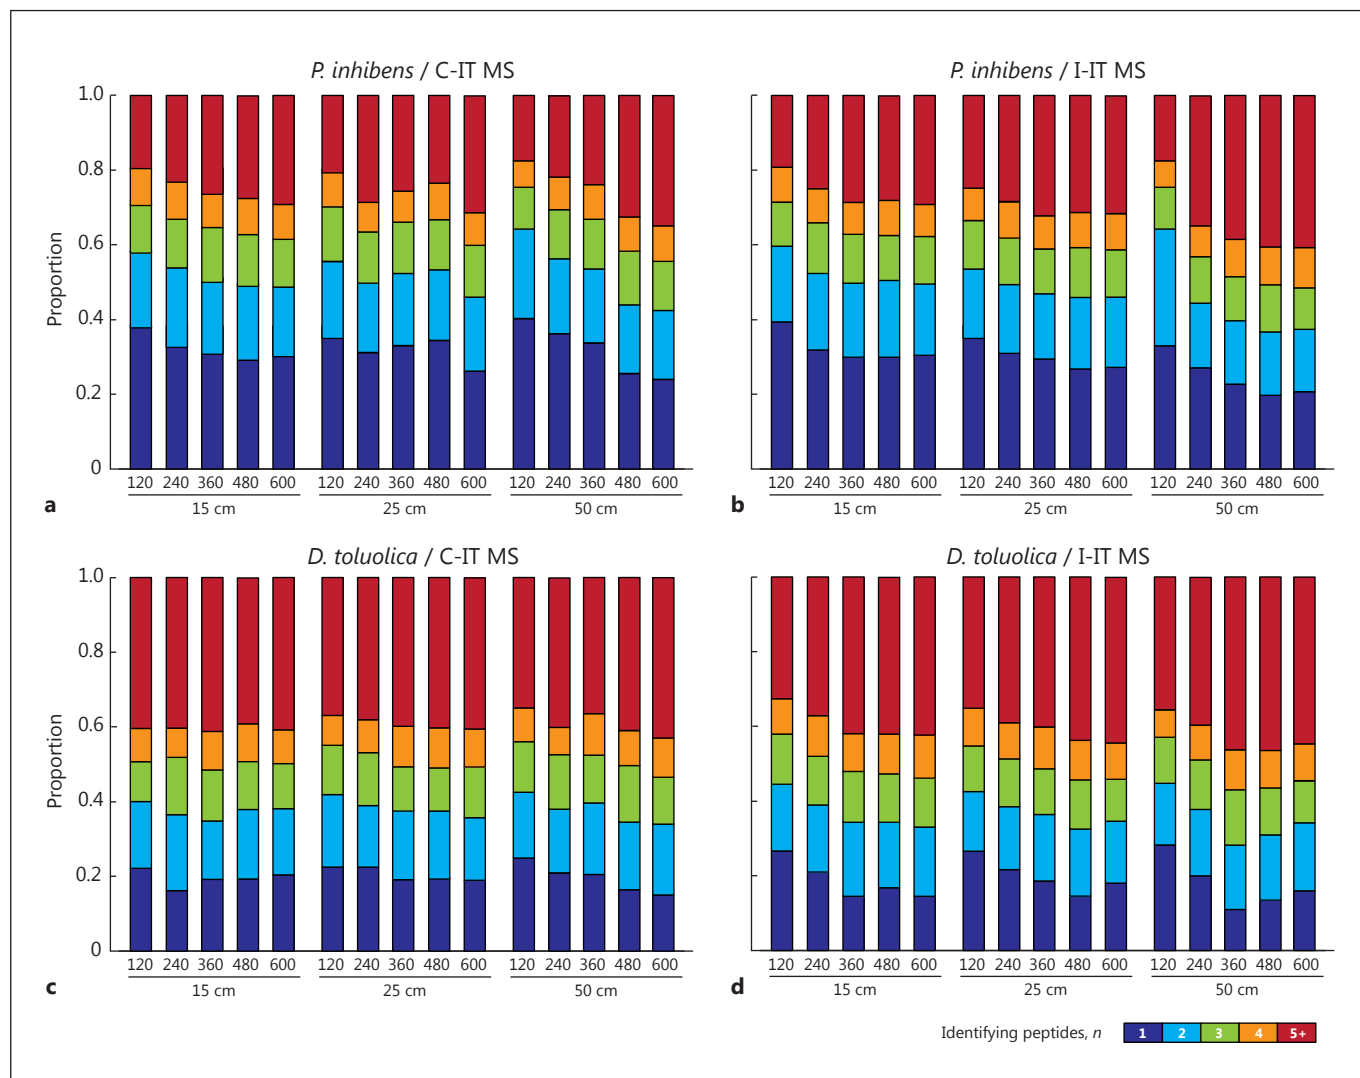 P. inhibens / C-IT MS
P. inhibens / I-IT MS
Proportion
1.0
0.8
0.6
0.4
0.2
0
120 240 360 480 600 120 240 360 480 600 120 240 360 480 600
15 cm 25 cm 50 cm
a
120 240 360 480 600 120 240 360 480 600 120 240 360 480 600
15 cm 25 cm 50 cm
b
D. toluolica / C-IT MS
D. toluolica / I-IT MS
Proportion
1.0
0.8
0.6
0.4
0.2
0
120 240 360 480 600 120 240 360 480 600 120 240 360 480 600
15 cm 25 cm 50 cm
c
120 240 360 480 600 120 240 360 480 600 120 240 360 480 600
15 cm 25 cm 50 cm
d
Identifying peptides, n 1 2 3 4 5+